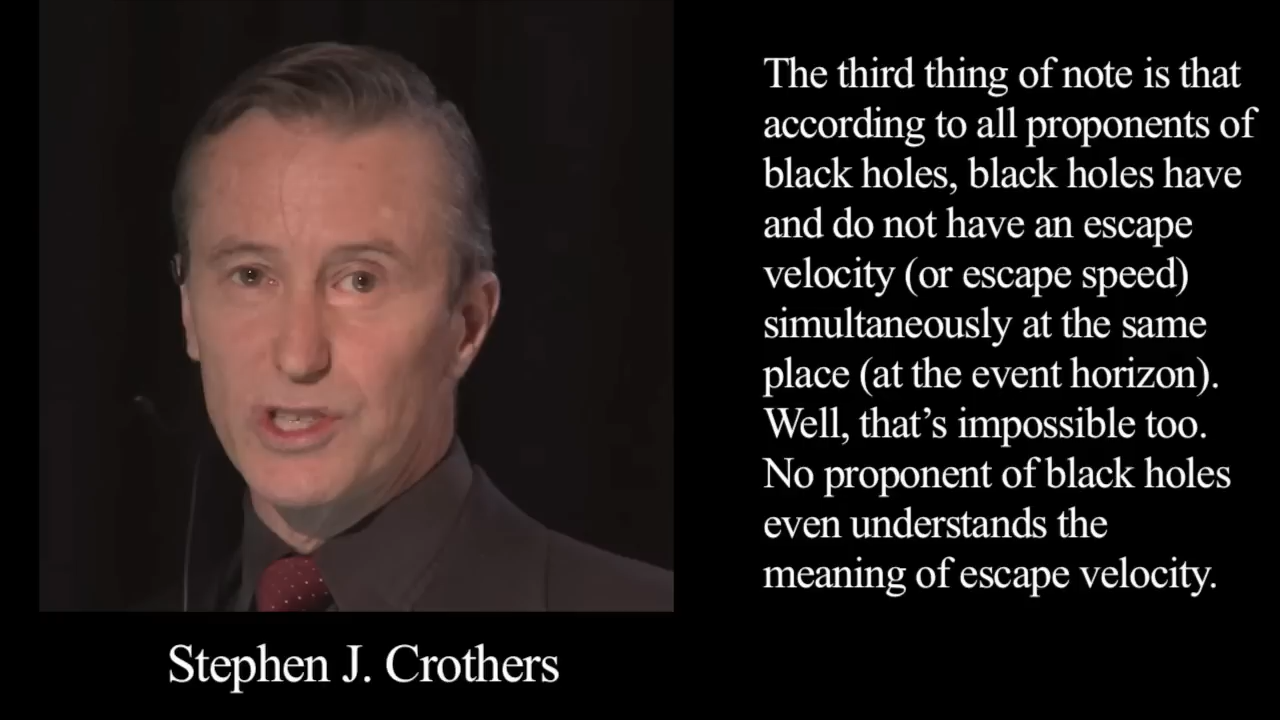 The third thing of note is that
according to all proponents of
black holes, black holes have
and do not have an escape
velocity (or escape speed)
simultaneously at the same
place (at the event horizon).
Well, that’s impossible too.
No proponent of black holes
even understands the
meaning of escape velocity.
Stephen J. Crothers